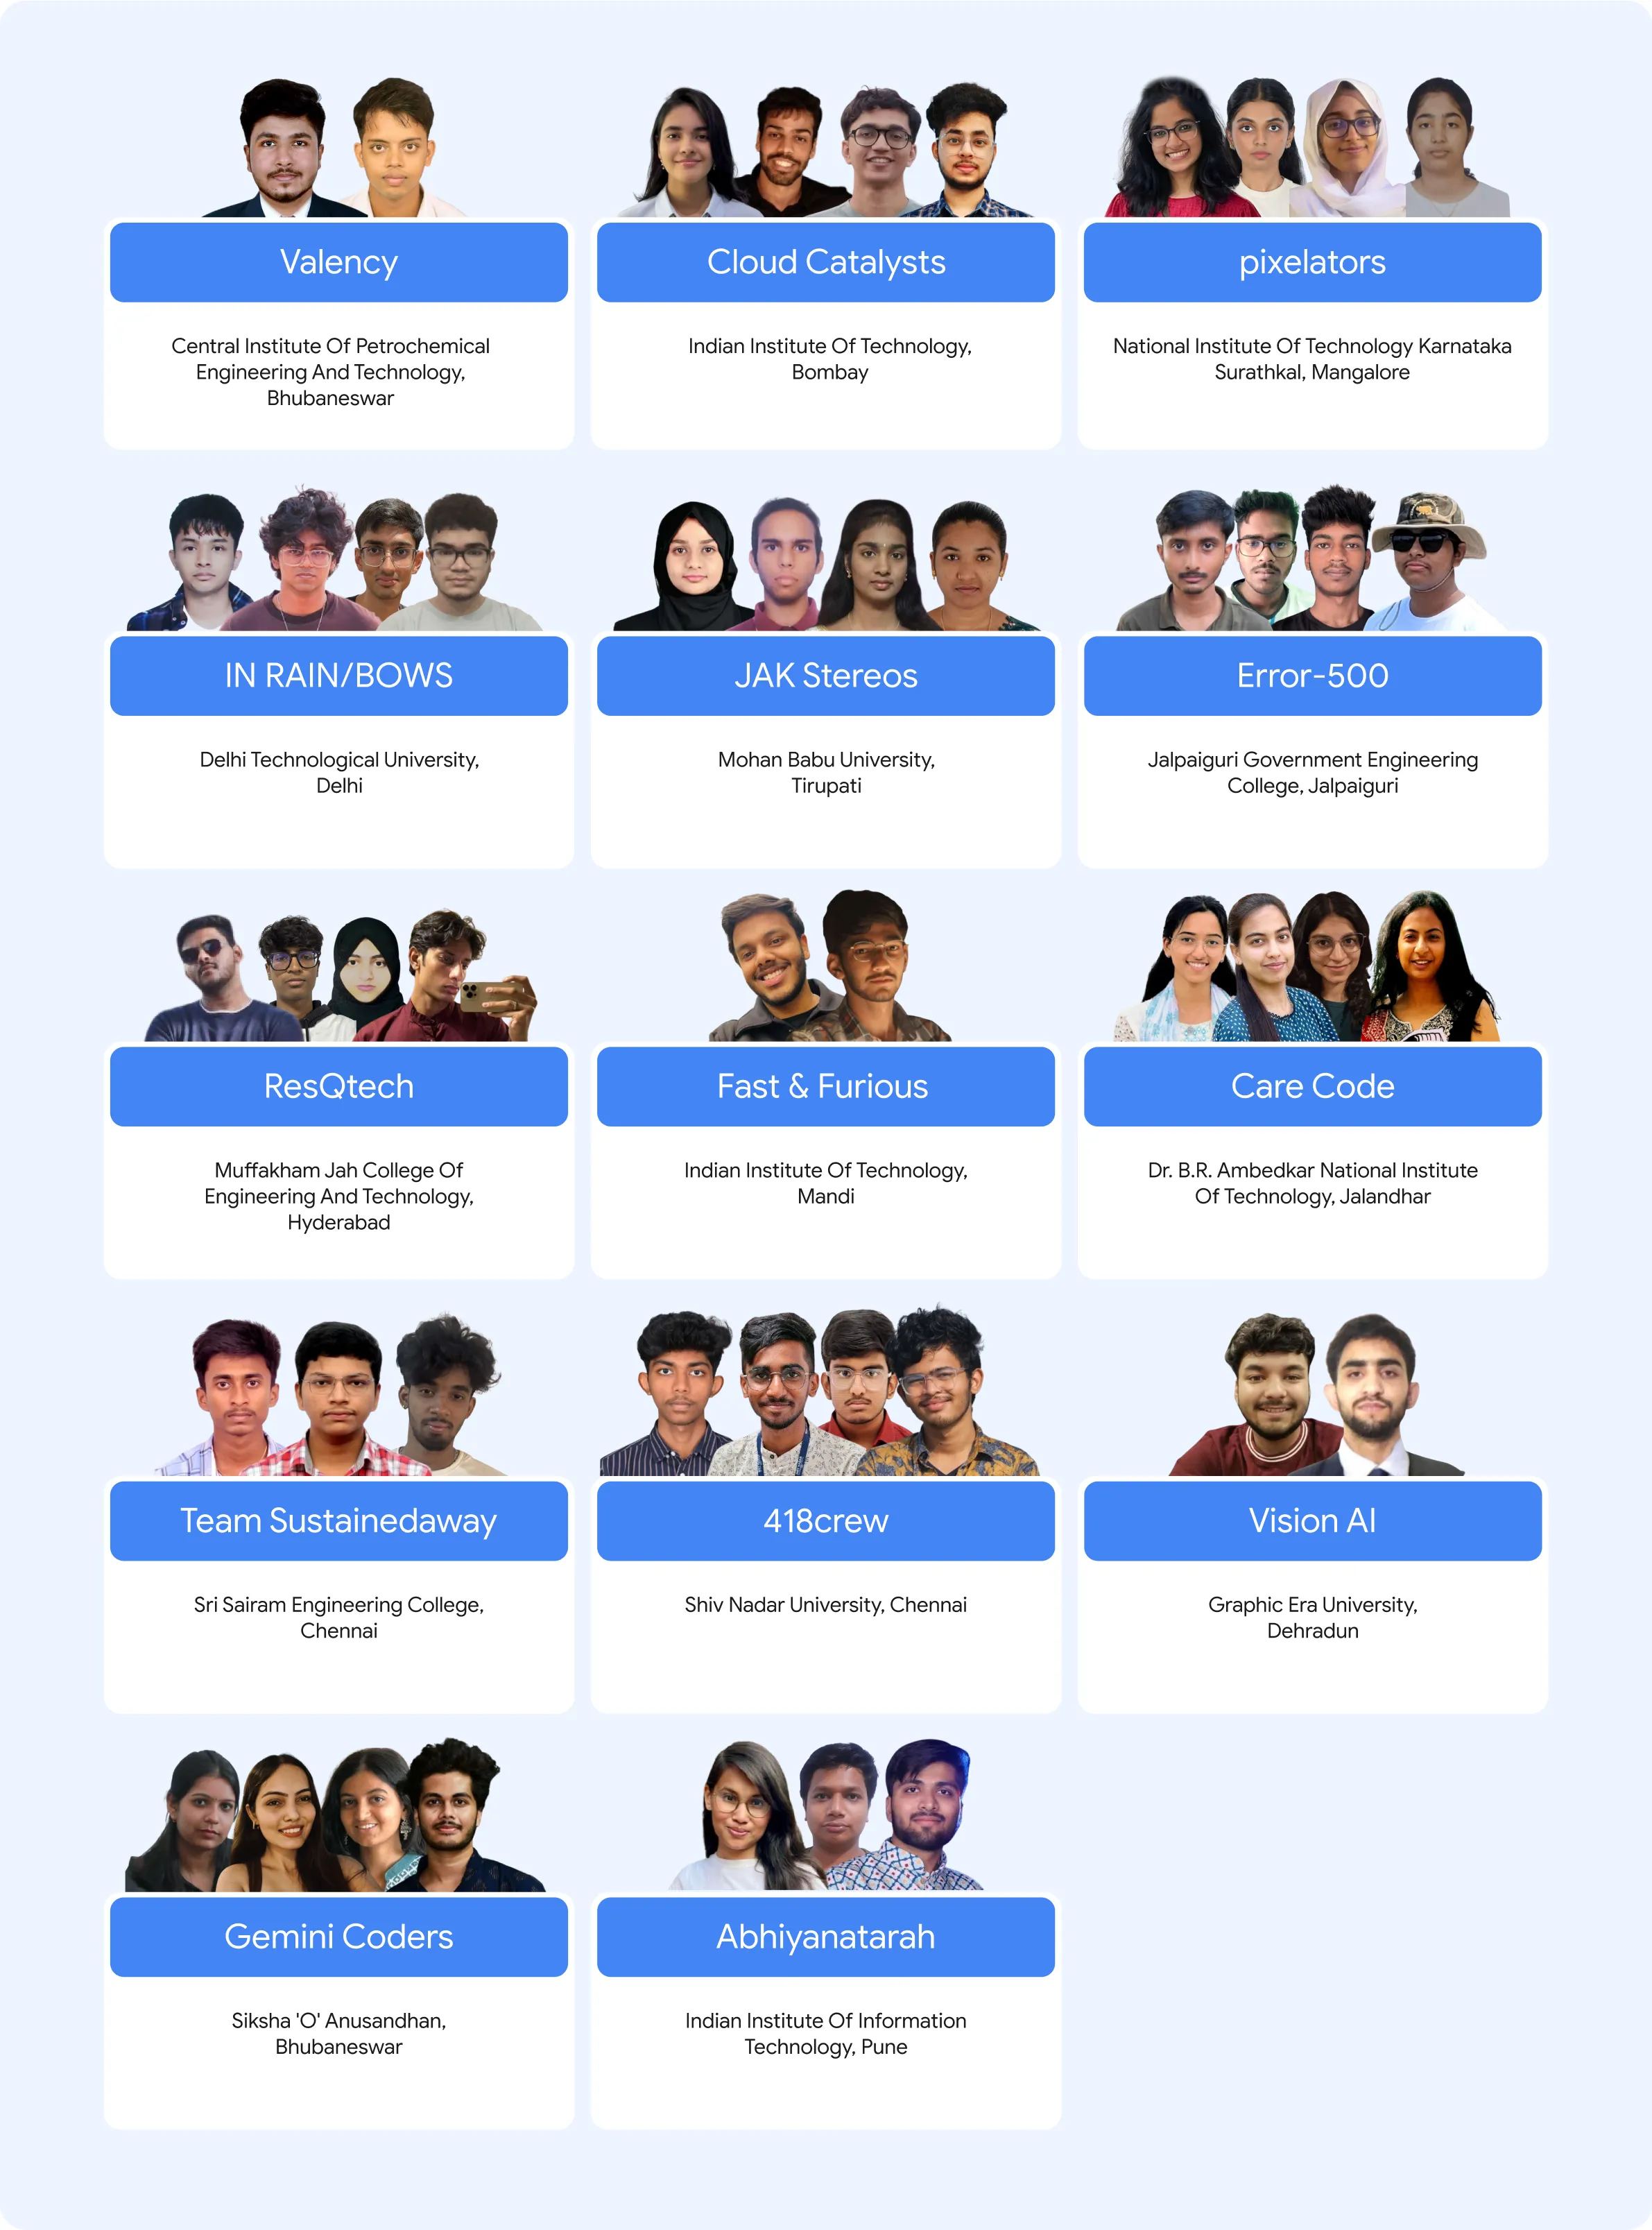 Valency
Central Institute Of Petrochemical
Engineering And Technology,
Bhubaneswar
Cloud Catalysts
Indian Institute Of Technology,
Bombay
pixelators
National Institute Of Technology Karnataka
Surathkal, Mangalore
IN RAIN/BOWS
Delhi Technological University,
Delhi
JAK Stereos
Mohan Babu University,
Tirupati
Error-500
Jalpaiguri Government Engineering
College, Jalpaiguri
ResQtech
Muffakham Jah College Of
Engineering And Technology,
Hyderabad
Fast & Furious
Indian Institute Of Technology,
Mandi
Care Code
Dr. B.R. Ambedkar National Institute
Of Technology, Jalandhar
Team Sustainedaway
Sri Sairam Engineering College,
Chennai
418crew
Shiv Nadar University, Chennai
Vision AI
Graphic Era University,
Dehradun
Gemini Coders
Siksha 'O' Anusandhan,
Bhubaneswar
Abhiyanatarah
Indian Institute Of Information
Technology, Pune